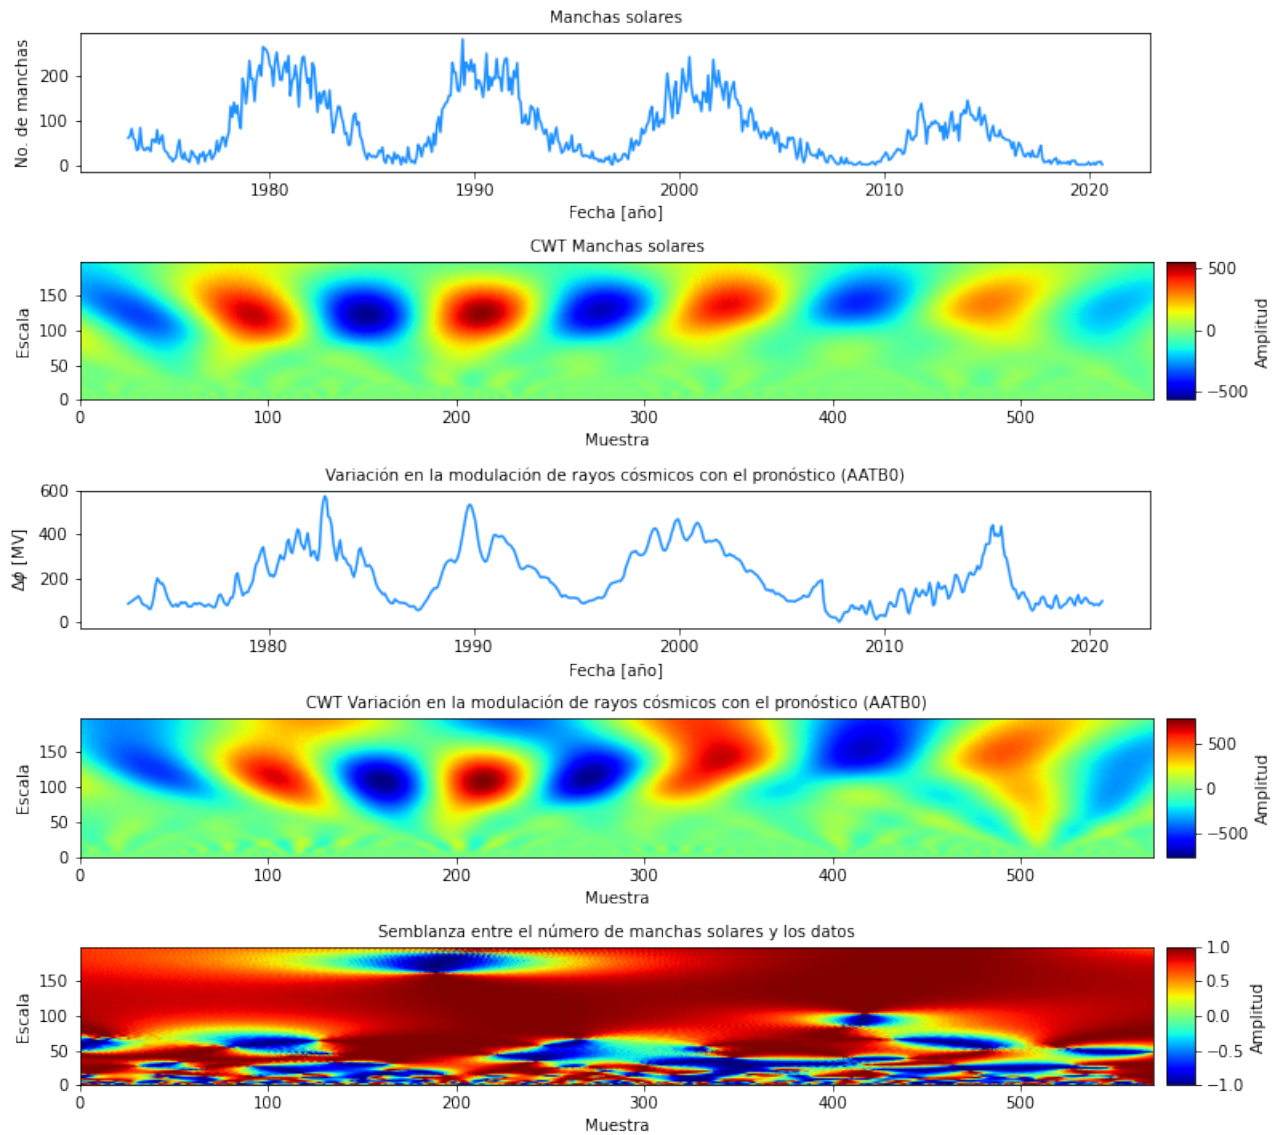 Manchas solares
No. de manchas
200
100
0
1980 1990 2000 2010 2020
Fecha [año]
CWT Manchas solares
Escala
150
100
50
0
0 100 200 300 400 500
Muestra
500
0
−500
Amplitud
Variación en la modulación de rayos cósmicos con el pronóstico (AATB0)
Δϕ [MV]
600
400
200
0
1980 1990 2000 2010 2020
Fecha [año]
CWT Variación en la modulación de rayos cósmicos con el pronóstico (AATB0)
Escala
150
100
50
0
0 100 200 300 400 500
Muestra
500
0
−500
Amplitud
Semblanza entre el número de manchas solares y los datos
Escala
150
100
50
0
0 100 200 300 400 500
Muestra
1.0
0.5
0.0
−0.5
−1.0
Amplitud